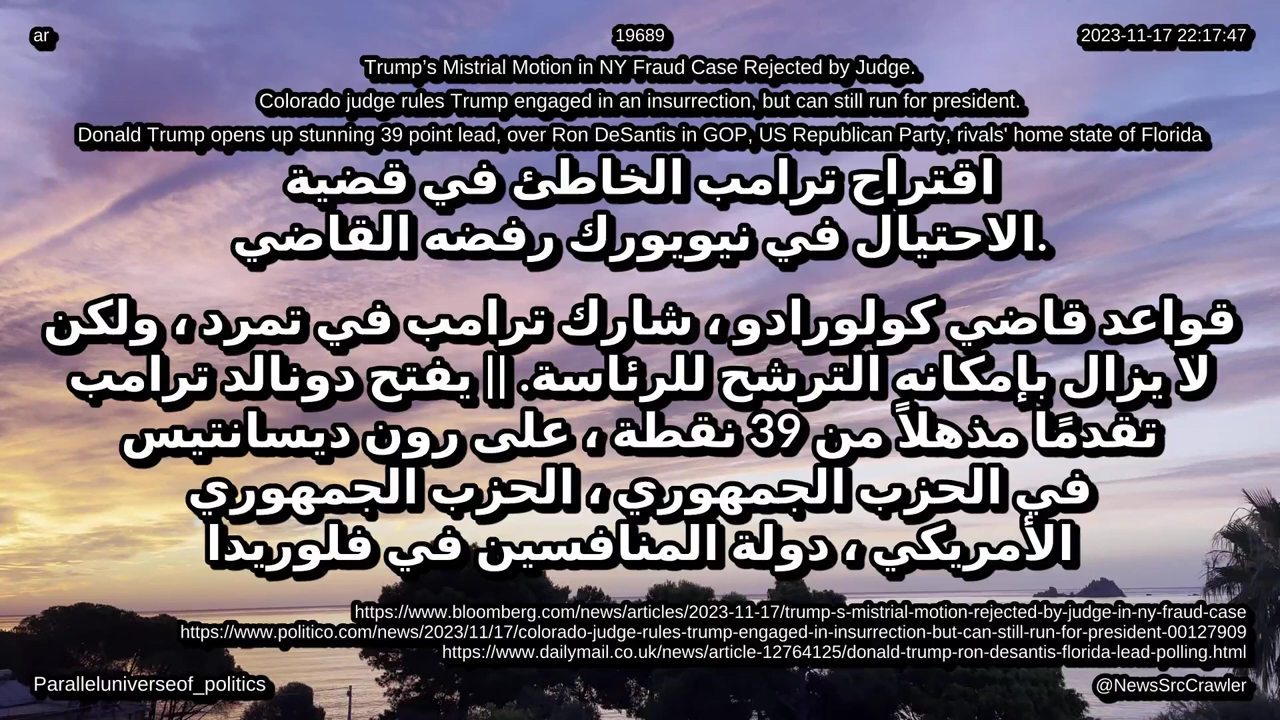 ar
19689
2023-11-17 22:17:47
Trump’s Mistrial Motion in NY Fraud Case Rejected by Judge.
Colorado judge rules Trump engaged in an insurrection, but can still run for president.
Donald Trump opens up stunning 39 point lead, over Ron DeSantis in GOP, US Republican Party, rivals' home state of Florida
اقتراح ترامب الخاطئ في قضية
الاحتيال في نيويورك رفضه القاضي.
قواعد قاضي كولورادو ، شارك ترامب في تمرد ، ولكن
لا يزال بإمكانه الترشح للرئاسة. || يفتح دونالد ترامب
تقدمًا مذهلاً من 39 نقطة ، على رون ديسانتيس
في الحزب الجمهوري ، الحزب الجمهوري
الأمريكي ، دولة المنافسين في فلوريدا
https://www.bloomberg.com/news/articles/2023-11-17/trump-s-mistrial-motion-rejected-by-judge-in-ny-fraud-case
https://www.politico.com/news/2023/11/17/colorado-judge-rules-trump-engaged-in-insurrection-but-can-still-run-for-president-00127909
https://www.dailymail.co.uk/news/article-12764125/donald-trump-ron-desantis-florida-lead-polling.html
Paralleluniverseof_politics
@NewsSrcCrawler